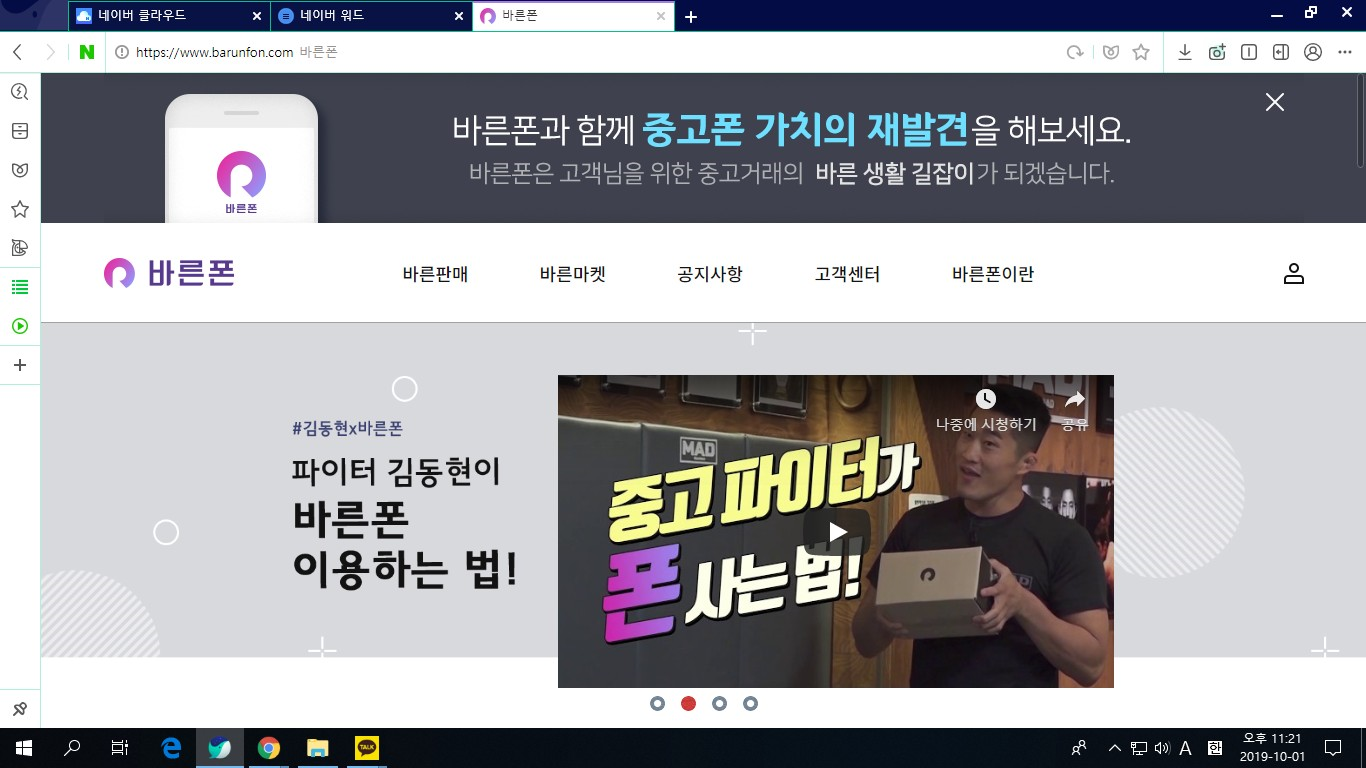 네이버 클라우드
네이버 워드
바른폰
https://www.barunfon.com 바른폰
바른폰과 함께 중고폰 가치의 재발견을 해보세요.
바른폰은 고객님을 위한 중고거래의 바른 생활 길잡이가 되겠습니다.
바른폰
바른폰
바른판매
바른마켓
공지사항
고객센터
바른폰이란
#김동현x바른폰
파이터 김동현이
바른폰
이용하는 법!
나중에 시청하기
공유
MAD
중고 파이터가
폰 사는 법!
TALK
A
한
오후 11:21
2019-10-01